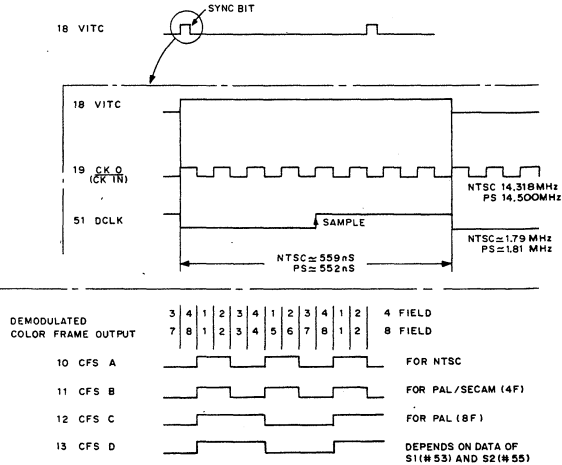 SYNC BIT
18 VITC
18 VITC
19 CK O
(CK IN)
NTSC 14.318MHz
PS 14.500MHz
51 DCLK
SAMPLE
NTSC≃1.79 MHz
PS≃1.81 MHz
NTSC≃559nS
PS≃552nS
DEMODULATED
COLOR FRAME OUTPUT
3 4 1 2 3 4 1 2 3 4 1 2 4 FIELD
7 8 1 2 3 4 5 6 7 8 1 2 8 FIELD
10 CFS A FOR NTSC
11 CFS B FOR PAL/SECAM (4F)
12 CFS C FOR PAL (8F)
13 CFS D DEPENDS ON DATA OF
S1(#53) AND S2(#55)